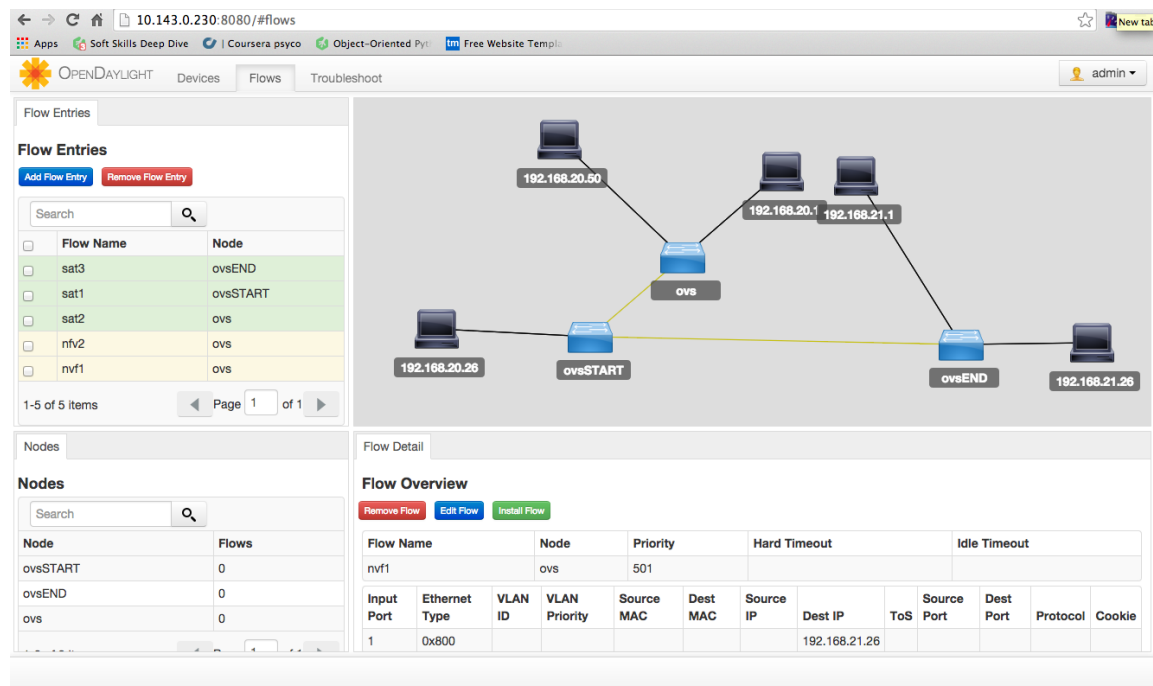 10.143.0.230:8080/#flows
New tab
Apps Soft Skills Deep Dive | Coursera psyco Object-Oriented Pyt Free Website Templa
OPENDAYLIGHT Devices Flows Troubleshoot admin
Flow Entries
Flow Entries
Add Flow Entry Remove Flow Entry
Search
Flow Name Node
sat3 ovsEND
sat1 ovsSTART
sat2 ovs
nfv2 ovs
nvf1 ovs
1-5 of 5 items Page 1 of 1
192.168.20.50
192.168.20.1
192.168.21.1
ovs
192.168.20.26
ovsSTART
ovsEND
192.168.21.26
Nodes
Nodes
Search
Node Flows
ovsSTART 0
ovsEND 0
ovs 0
Flow Detail
Flow Overview
Remove Flow Edit Flow Install Flow
Flow Name Node Priority Hard Timeout Idle Timeout
nvf1 ovs 501
Input Port Ethernet Type VLAN ID VLAN Priority Source MAC Dest MAC Source IP Dest IP ToS Source Port Dest Port Protocol Cookie
1 0x800 192.168.21.26